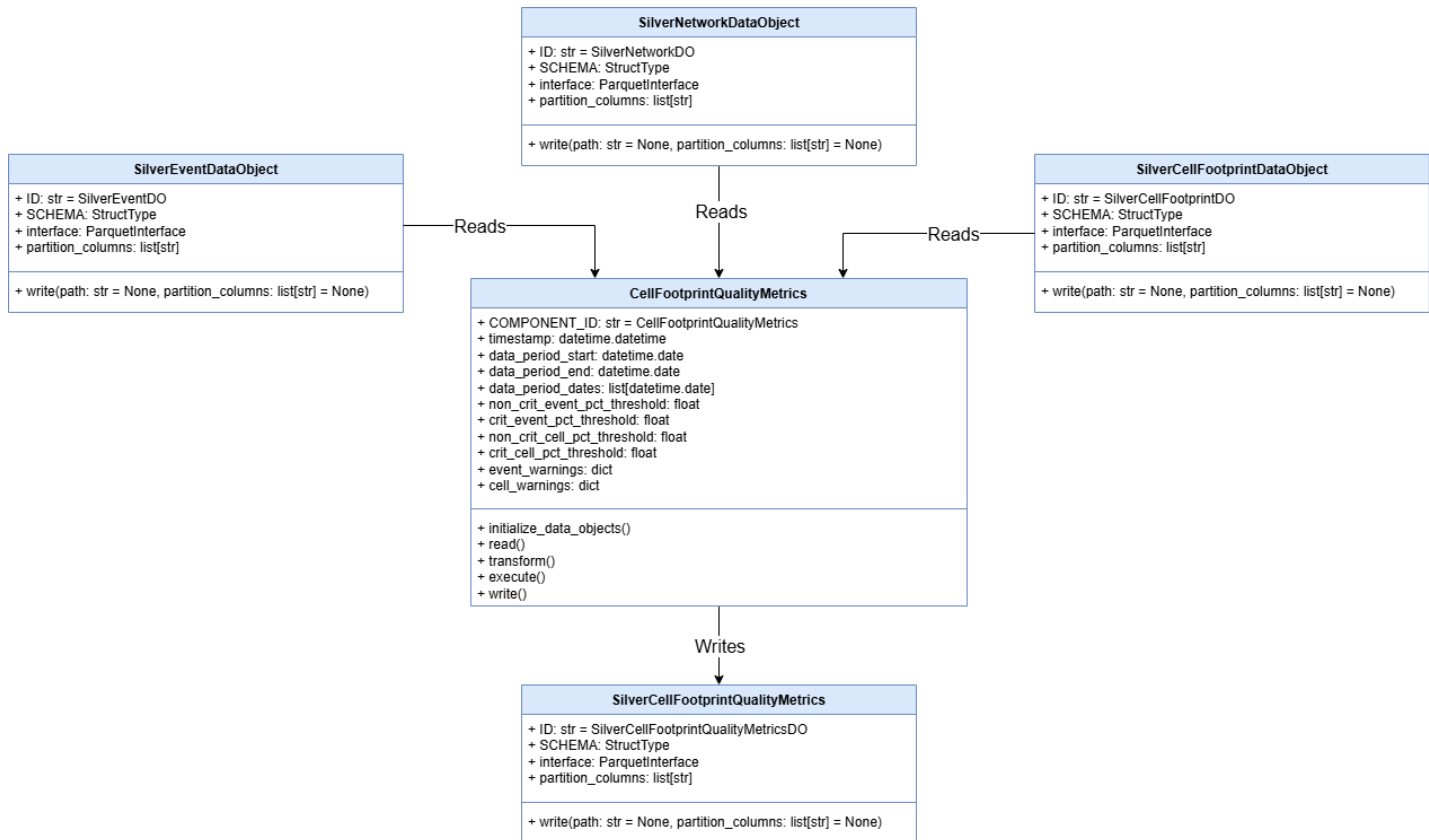 SilverNetworkDataObject
+ ID: str = SilverNetworkDO
+ SCHEMA: StructType
+ interface: ParquetInterface
+ partition_columns: list[str]
+ write(path: str = None, partition_columns: list[str] = None)
SilverEventDataObject
+ ID: str = SilverEventDO
+ SCHEMA: StructType
+ interface: ParquetInterface
+ partition_columns: list[str]
+ write(path: str = None, partition_columns: list[str] = None)
SilverCellFootprintDataObject
+ ID: str = SilverCellFootprintDO
+ SCHEMA: StructType
+ interface: ParquetInterface
+ partition_columns: list[str]
+ write(path: str = None, partition_columns: list[str] = None)
Reads
Reads
Reads
CellFootprintQualityMetrics
+ COMPONENT_ID: str = CellFootprintQualityMetrics
+ timestamp: datetime.datetime
+ data_period_start: datetime.date
+ data_period_end: datetime.date
+ data_period_dates: list[datetime.date]
+ non_crit_event_pct_threshold: float
+ crit_event_pct_threshold: float
+ non_crit_cell_pct_threshold: float
+ crit_cell_pct_threshold: float
+ event_warnings: dict
+ cell_warnings: dict
+ initialize_data_objects()
+ read()
+ transform()
+ execute()
+ write()
Writes
SilverCellFootprintQualityMetrics
+ ID: str = SilverCellFootprintQualityMetricsDO
+ SCHEMA: StructType
+ interface: ParquetInterface
+ partition_columns: list[str]
+ write(path: str = None, partition_columns: list[str] = None)